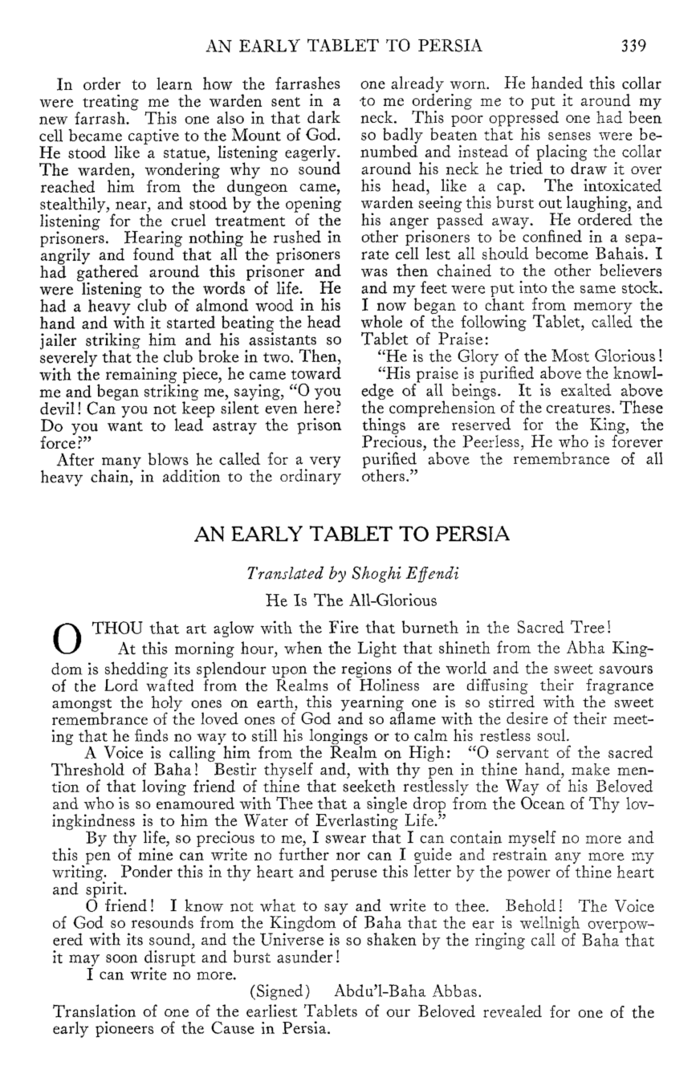 AN EARLY TABLET TO PERSIA 339
In order to learn how the farrashes
were treating me the warden sent in a
new farrash. This one also in that dark
cell became captive to the Mount of God.
He stood like a statue, listening eagerly.
The warden, wondering why no sound
reached him from the dungeon came,
stealthily, near, and stood by the opening
listening for the cruel treatment of the
prisoners. Hearing nothing he rushed in
angrily and found that all the prisoners
had gathered around this prisoner and
were listening to the words of life. He
had a heavy club of almond wood in his
hand and with it started beating the head
jailer striking him and his assistants so
severely that the club broke in two. Then,
with the remaining piece, he came toward
me and began striking me, saying, “O you
devil! Can you not keep silent even here?
Do you want to lead astray the prison
force?”
After many blows he called for a very
heavy chain, in addition to the ordinary
one already worn. He handed this collar
to me ordering me to put it around my
neck. This poor oppressed one had been
so badly beaten that his senses were be-
numbed and instead of placing the collar
around his neck he tried to draw it over
his head, like a cap. The intoxicated
warden seeing this burst out laughing, and
his anger passed away. He ordered the
other prisoners to be confined in a sepa-
rate cell lest all should become Bahais. I
was then chained to the other believers
and my feet were put into the same stock.
I now began to chant from memory the
whole of the following Tablet, called the
Tablet of Praise:
“He is the Glory of the Most Glorious!
“His praise is purified above the knowl-
edge of all beings. It is exalted above
the comprehension of the creatures. These
things are reserved for the King, the
Precious, the Peerless, He who is forever
purified above the remembrance of all
others.”
AN EARLY TABLET TO PERSIA
Translated by Shoghi Effendi
He Is The All-Glorious
O THOU that art aglow with the Fire that burneth in the Sacred Tree!
At this morning hour, when the Light that shineth from the Abha King-
dom is shedding its splendour upon the regions of the world and the sweet savours
of the Lord wafted from the Realms of Holiness are diffusing their fragrance
amongst the holy ones on earth, this yearning one is so stirred with the sweet
remembrance of the loved ones of God and so aflame with the desire of their meet-
ing that he finds no way to still his longings or to calm his restless soul.
A Voice is calling him from the Realm on High: “O servant of the sacred
Threshold of Baha! Bestir thyself and, with thy pen in thine hand, make men-
tion of that loving friend of thine that seeketh restlessly the Way of his Beloved
and who is so enamoured with Thee that a single drop from the Ocean of Thy lov-
ingkindness is to him the Water of Everlasting Life.”
By thy life, so precious to me, I swear that I can contain myself no more and
this pen of mine can write no further nor can I guide and restrain any more my
writing. Ponder this in thy heart and peruse this letter by the power of thine heart
and spirit.
O friend! I know not what to say and write to thee. Behold! The Voice
of God so resounds from the Kingdom of Baha that the ear is wellnigh overpow-
ered with its sound, and the Universe is so shaken by the ringing call of Baha that
it may soon disrupt and burst asunder!
I can write no more.
(Signed) Abdu’l-Baha Abbas.
Translation of one of the earliest Tablets of our Beloved revealed for one of the
early pioneers of the Cause in Persia.